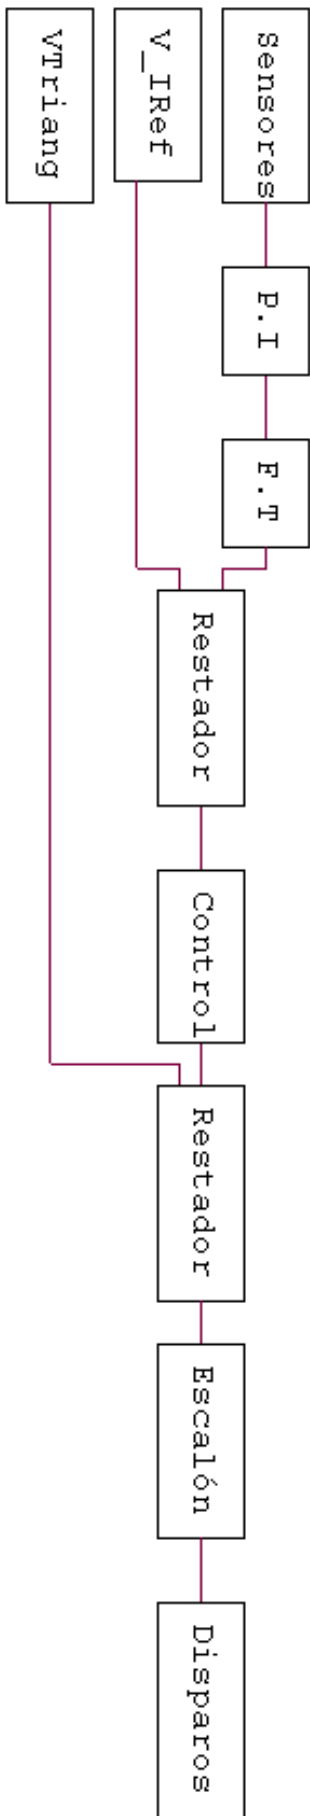 Sensores
P.I
F.T
V_IRef
VTriang
Restador
Control
Restador
Escalón
Disparos